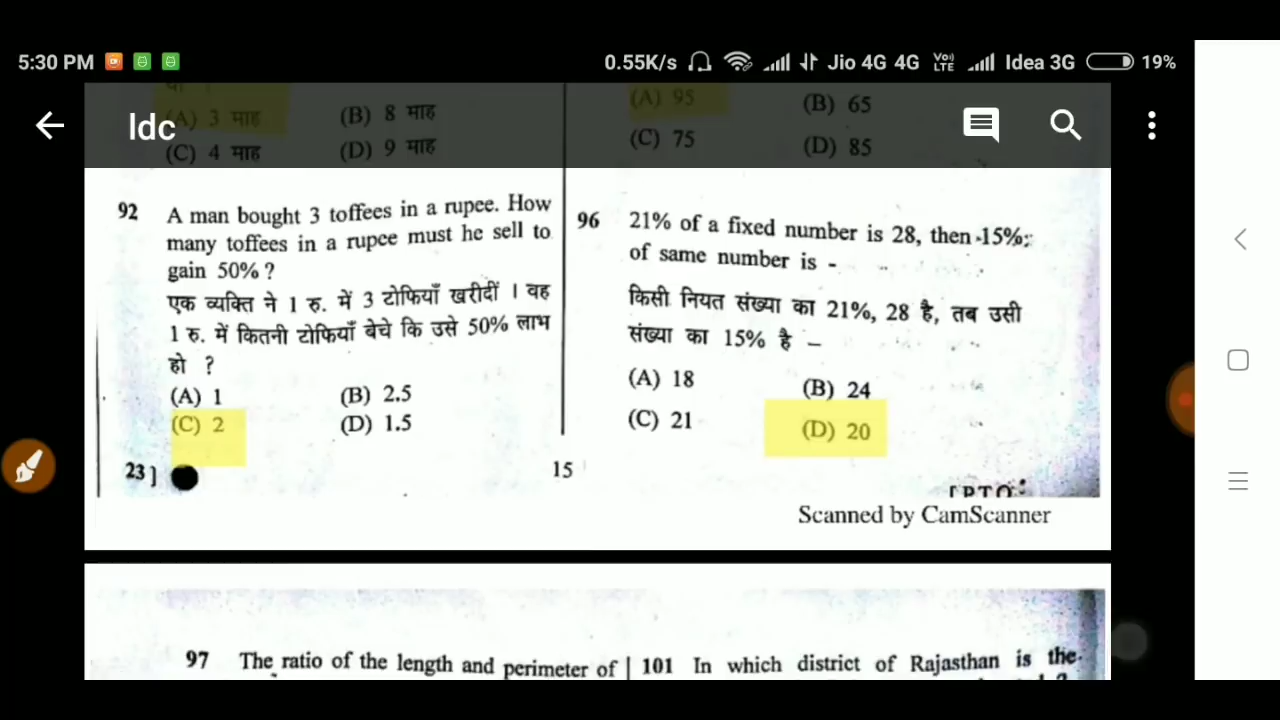 5:30 PM
0.55K/s Jio 4G 4G Vo)) LTE Idea 3G 19%
ldc
(A) 3 माह (B) 8 माह
(C) 4 माह (D) 9 माह
(A) 95 (B) 65
(C) 75 (D) 85
92 A man bought 3 toffees in a rupee. How
many toffees in a rupee must he sell to
gain 50% ?
एक व्यक्ति ने 1 रु. में 3 टोफियाँ खरीदीं । वह
1 रु. में कितनी टोफियाँ बेचे कि उसे 50% लाभ
हो ?
(A) 1 (B) 2.5
(C) 2 (D) 1.5
96 21% of a fixed number is 28, then 15%
of same number is -
किसी नियत संख्या का 21%, 28 है, तब उसी
संख्या का 15% है –
(A) 18 (B) 24
(C) 21 (D) 20
23 ] 15 [ PTO
Scanned by CamScanner
97 The ratio of the length and perimeter of
101 In which district of Rajasthan is the